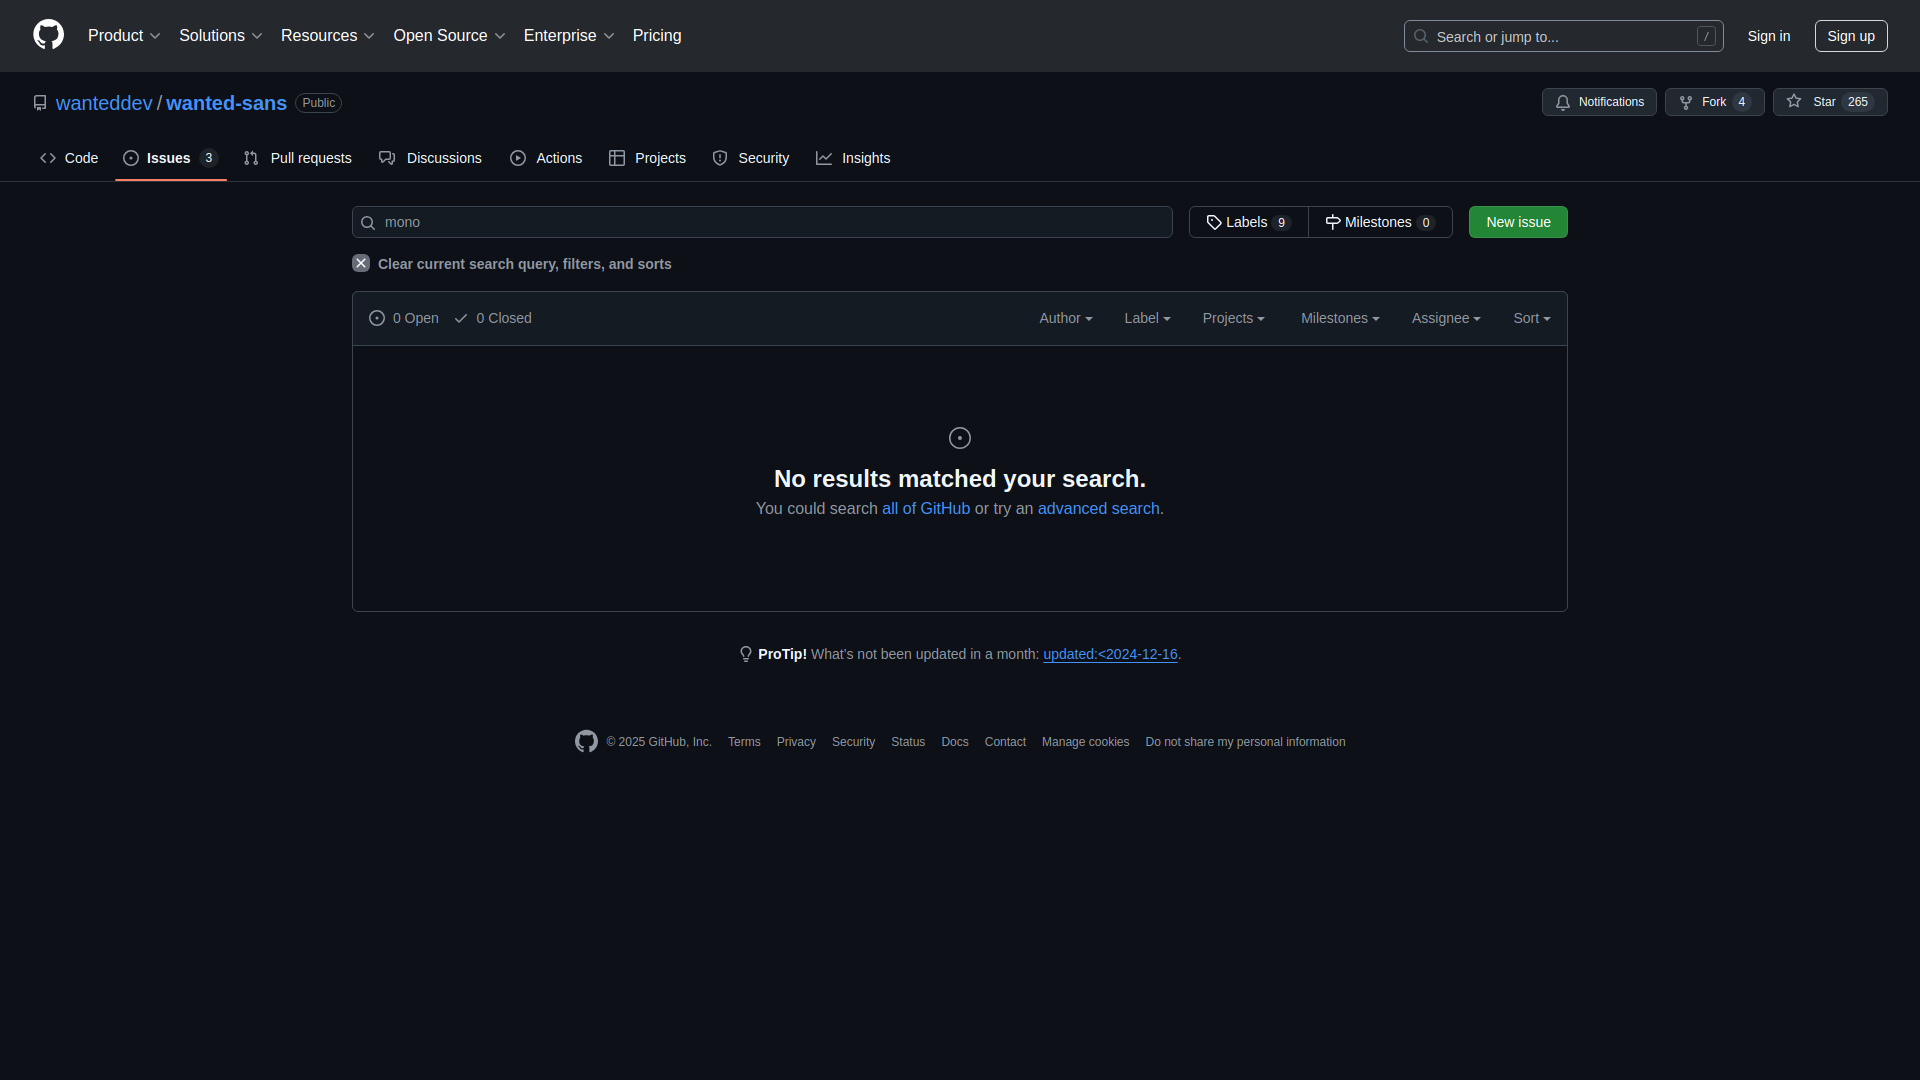 Product Solutions Resources Open Source Enterprise Pricing Search or jump to... / Sign in Sign up
wanteddev / wanted-sans Public Notifications Fork 4 Star 265
Code Issues 3 Pull requests Discussions Actions Projects Security Insights
mono Labels 9 Milestones 0 New issue
Clear current search query, filters, and sorts
0 Open 0 Closed Author Label Projects Milestones Assignee Sort
No results matched your search.
You could search all of GitHub or try an advanced search.
ProTip! What's not been updated in a month: updated:<2024-12-16.
© 2025 GitHub, Inc. Terms Privacy Security Status Docs Contact Manage cookies Do not share my personal information